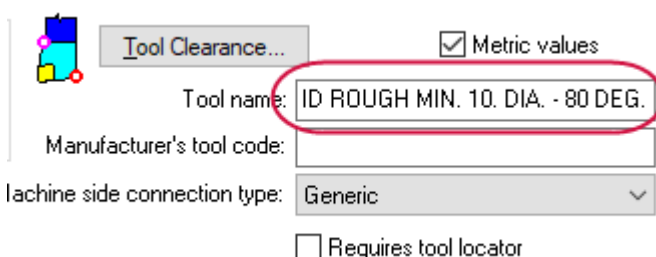 Tool Clearance...
Metric values
Tool name: ID ROUGH MIN. 10. DIA. - 80 DEG.
Manufacturer's tool code:
achine side connection type: Generic
Requires tool locator